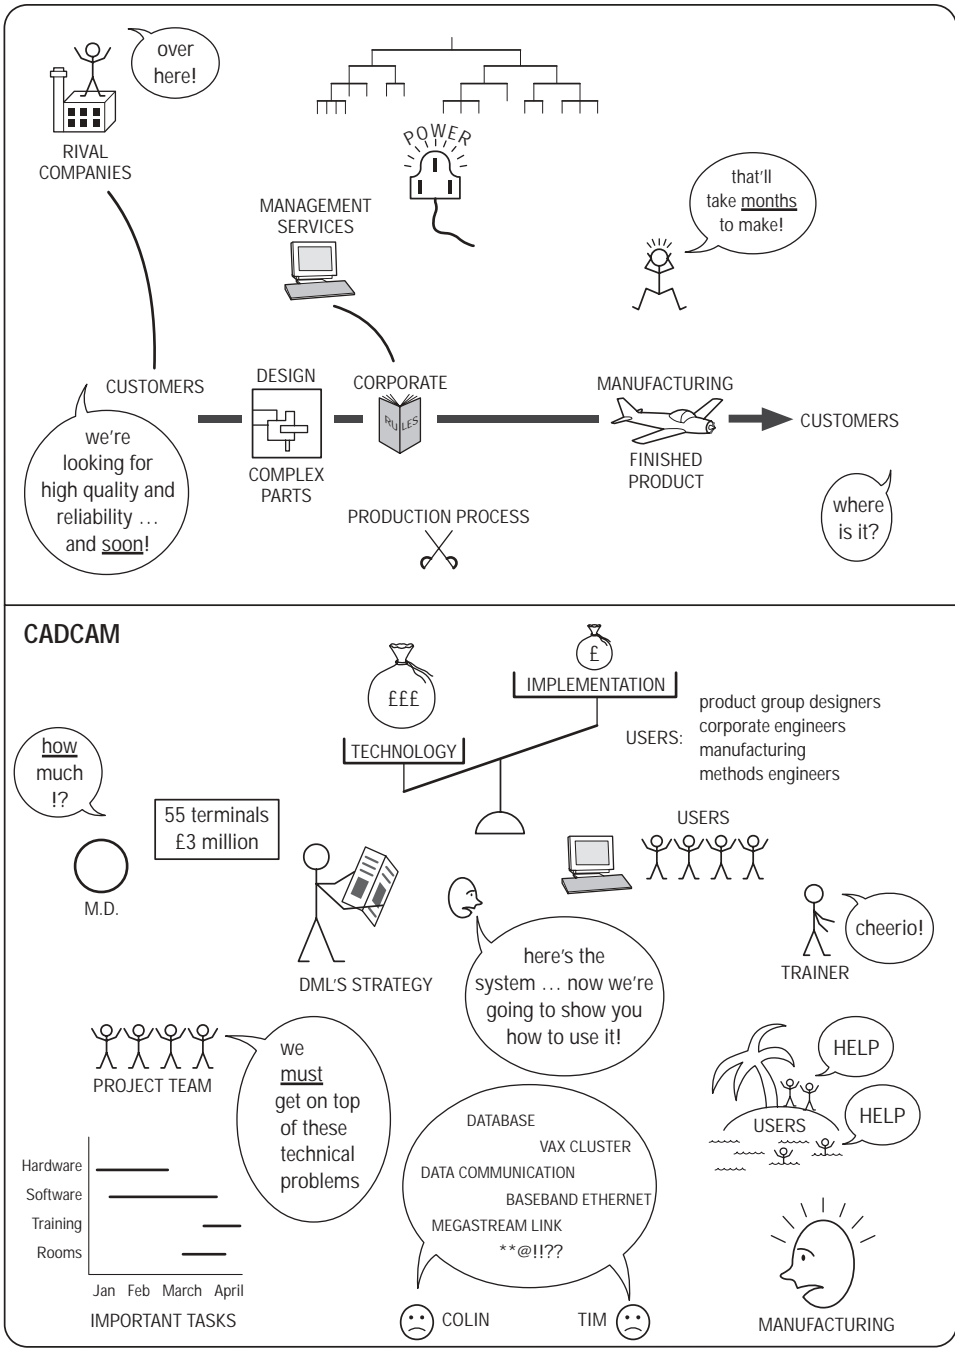 over
here!
RIVAL
COMPANIES
POWER
MANAGEMENT
SERVICES
that'll
take months
to make!
CUSTOMERS
DESIGN
CORPORATE
RULES
MANUFACTURING
CUSTOMERS
we're
looking for
high quality and
reliability ...
and soon!
COMPLEX
PARTS
FINISHED
PRODUCT
PRODUCTION PROCESS
where
is it?
CADCAM
£££
£
TECHNOLOGY
IMPLEMENTATION
USERS:
product group designers
corporate engineers
manufacturing
methods engineers
how
much
!?
55 terminals
£3 million
M.D.
DML'S STRATEGY
USERS
here's the
system ... now we're
going to show you
how to use it!
cheerio!
TRAINER
PROJECT TEAM
we
must
get on top
of these
technical
problems
HELP
HELP
USERS
DATABASE
VAX CLUSTER
DATA COMMUNICATION
BASEBAND ETHERNET
MEGASTREAM LINK
**@!!??
COLIN
TIM
Hardware
Software
Training
Rooms
Jan Feb March April
IMPORTANT TASKS
MANUFACTURING